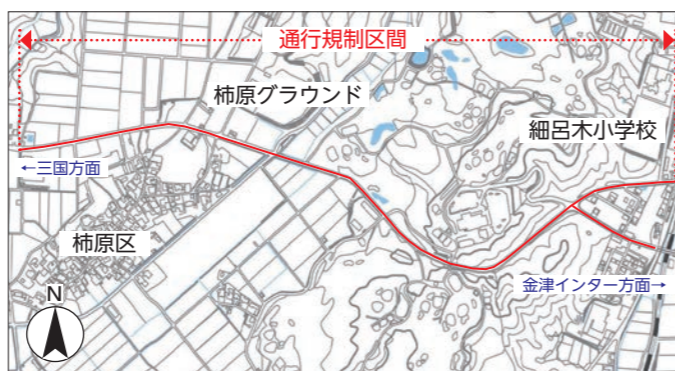 通行規制区間
柿原グラウンド
細呂木小学校
←三国方面
柿原区
金津インター方面→
N